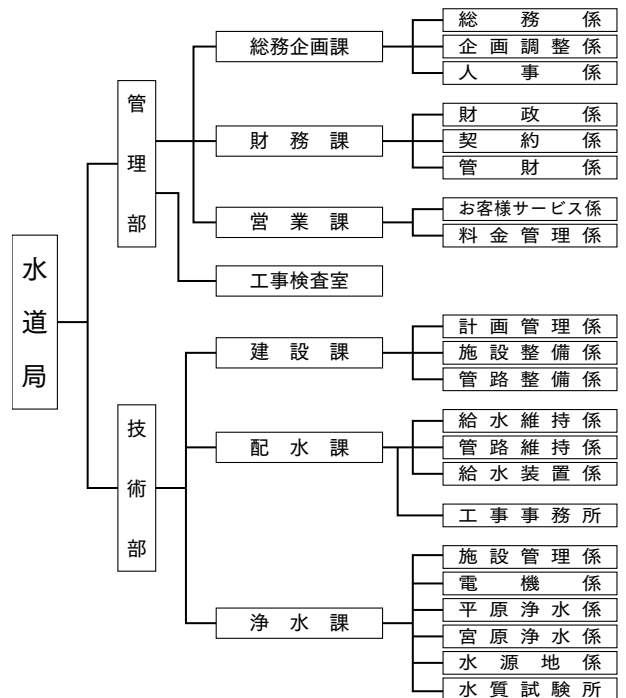 水道局
管理部
総務企画課
総務係
企画調整係
人事係
財務課
財政係
契約係
管財係
営業課
お客様サービス係
料金管理係
工事検査室
技術部
建設課
計画管理係
施設整備係
管路整備係
配水課
給水維持係
管路維持係
給水装置係
工事事務所
浄水課
施設管理係
電機係
平原浄水係
宮原浄水係
水源地係
水質試験所